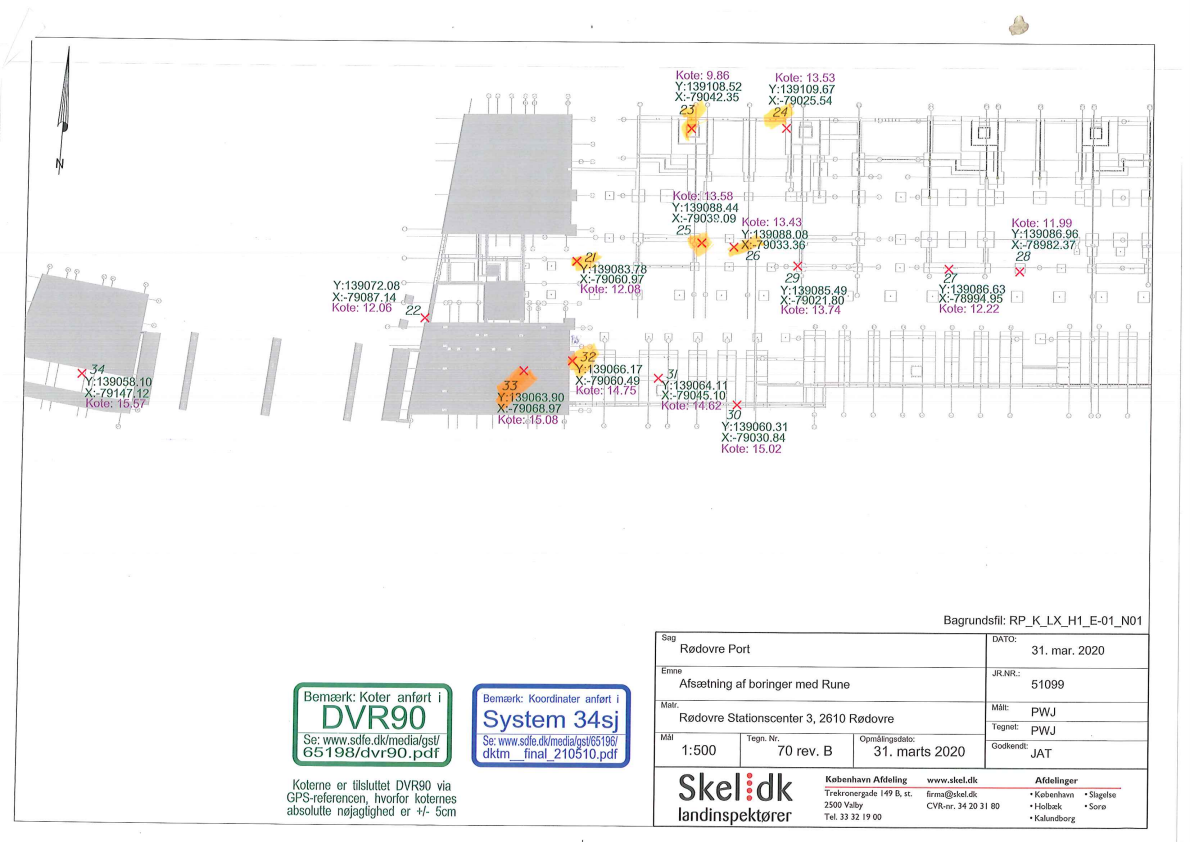 N
Kote: 9.86
Y:139108.52
X:-79042.35
23
Kote: 13.53
Y:139109.67
X:-79025.54
24
Kote: 13.58
Y:139088.44
X:-79039.09
25
Kote: 13.43
Y:139088.08
X:-79033.36
26
Kote: 11.99
Y:139086.96
X:-78982.37
28
21
Y:139083.78
X:-79060.97
Kote: 12.08
29
Y:139085.49
X:-79021.80
Kote: 13.74
27
Y:139086.63
X:-78994.95
Kote: 12.22
Y:139072.08
X:-79087.14
Kote: 12.06
22
34
Y:139058.10
X:-79147.12
Kote: 15.57
33
Y:139063.90
X:-79068.97
Kote: 15.08
32
Y:139066.17
X:-79060.49
Kote: 14.75
31
Y:139064.11
X:-79045.10
Kote: 14.62
30
Y:139060.31
X:-79030.84
Kote: 15.02
Bagrundsfil: RP_K_LX_H1_E-01_N01
Sag
Rødovre Port
DATO:
31. mar. 2020
Emne
Afsætning af boringer med Rune
JR.NR.:
51099
Matr.
Rødovre Stationscenter 3, 2610 Rødovre
Målt: PWJ
Tegnet: PWJ
Mål
1:500
Tegn. Nr.
70 rev. B
Opmålingsdato:
31. marts 2020
Godkendt: JAT
Bemærk: Koter anført i
DVR90
Se: www.sdfe.dk/media/gst/
65198/dvr90.pdf
Bemærk: Koordinater anført i
System 34sj
Se: www.sdfe.dk/media/gst/65196/
dktm__final_210510.pdf
Koterne er tilsluttet DVR90 via
GPS-referencen, hvorfor koternes
absolutte nøjagtighed er +/- 5cm
Skel:dk
landinspektører
København Afdeling
Trekronergade 149 B, st.
2500 Valby
Tel. 33 32 19 00
www.skel.dk
firma@skel.dk
CVR-nr. 34 20 31 80
Afdelinger
• København • Slagelse
• Holbæk • Sorø
• Kalundborg